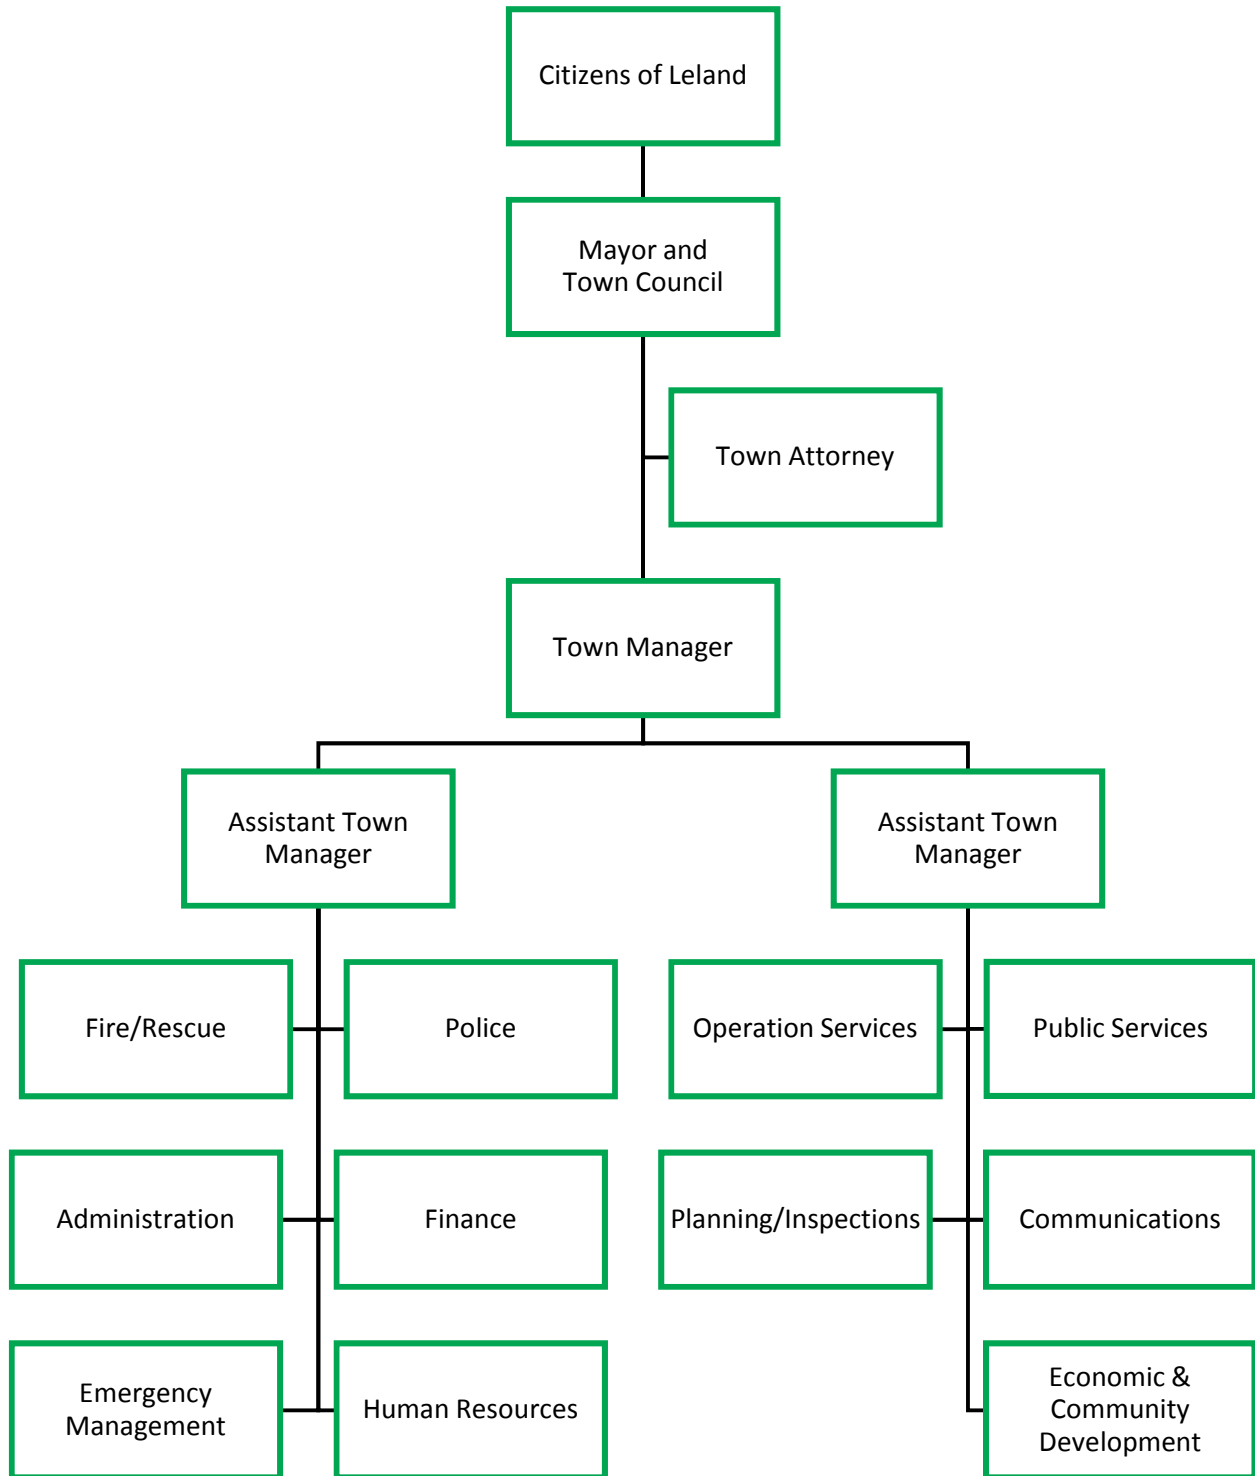 Citizens of Leland
Mayor and
Town Council
Town Attorney
Town Manager
Assistant Town
Manager
Assistant Town
Manager
Fire/Rescue
Police
Operation Services
Public Services
Administration
Finance
Planning/Inspections
Communications
Emergency
Management
Human Resources
Economic &
Community
Development